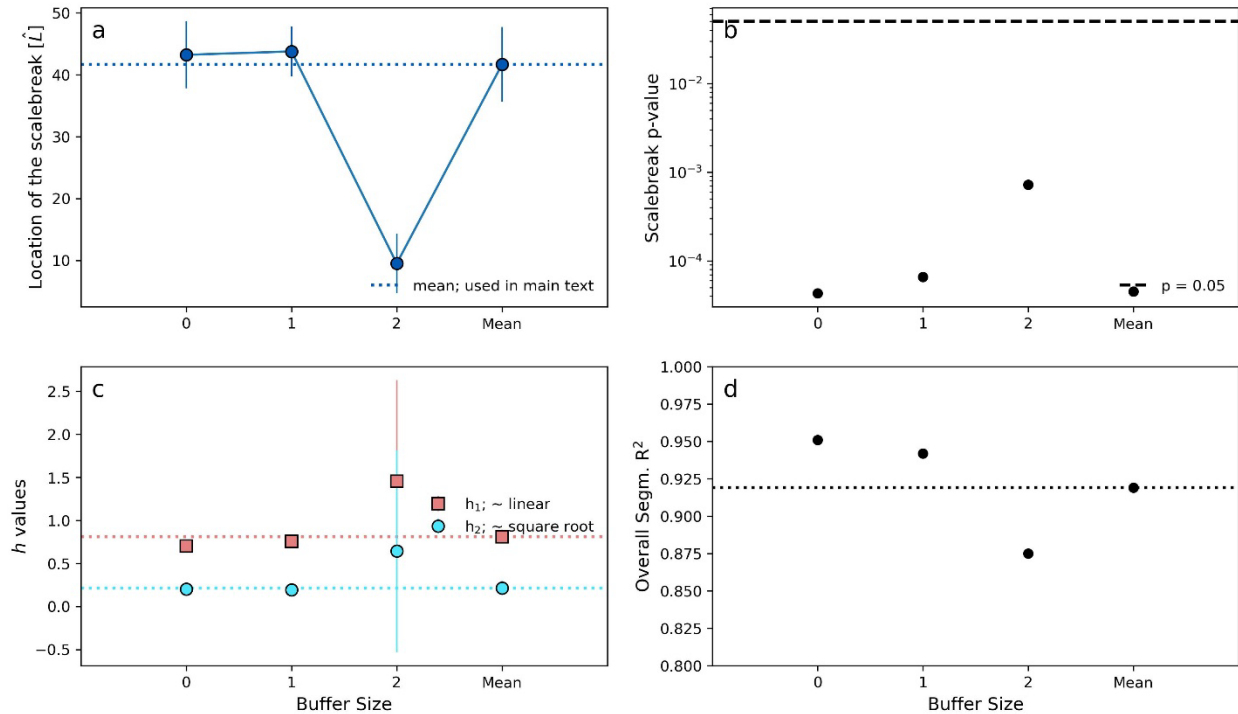 a
50
40
30
20
10
Location of the scalebreak [L̂]
mean; used in main text
0 1 2 Mean
b
10⁻²
10⁻³
10⁻⁴
Scalebreak p-value
p = 0.05
0 1 2 Mean
c
2.5
2.0
1.5
1.0
0.5
0.0
−0.5
h values
h₁; ~ linear
h₂; ~ square root
0 1 2 Mean
Buffer Size
d
1.000
0.975
0.950
0.925
0.900
0.875
0.850
0.825
0.800
Overall Segm. R²
0 1 2 Mean
Buffer Size